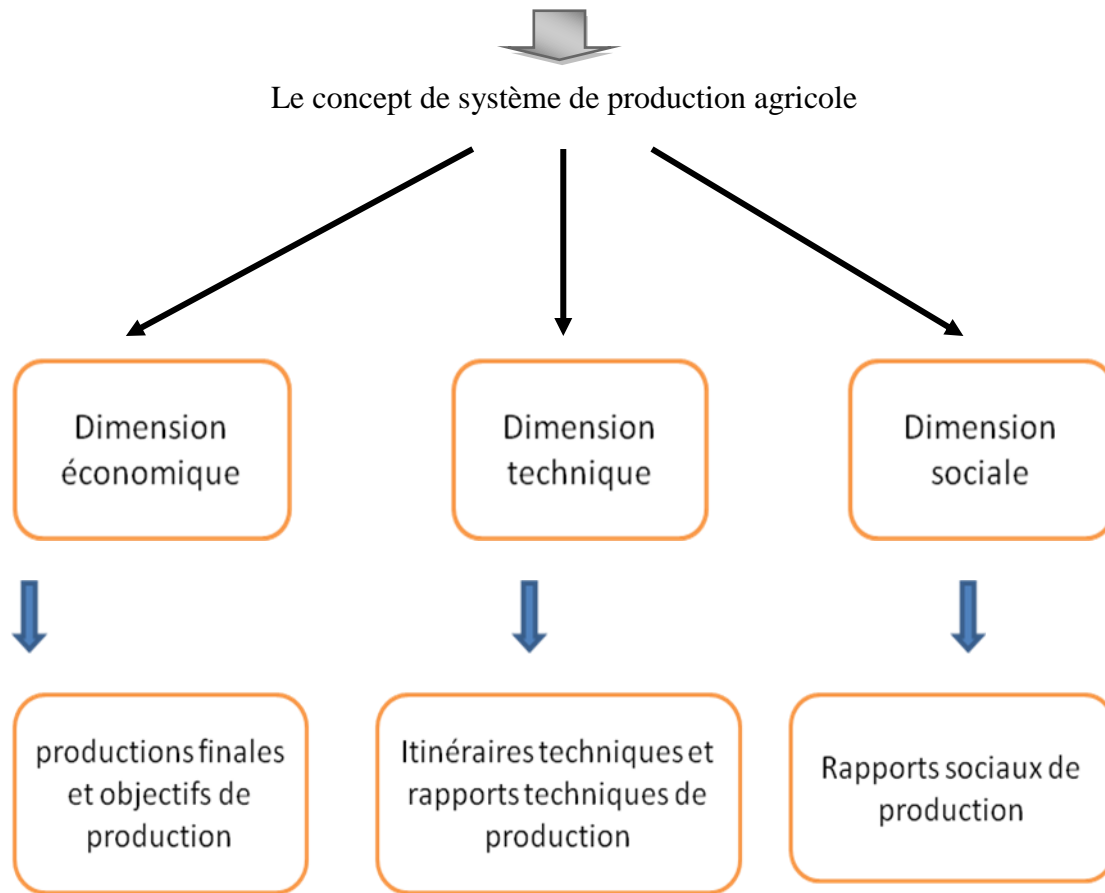 Le concept de système de production agricole
Dimension
économique
Dimension
technique
Dimension
sociale
productions finales
et objectifs de
production
Itinéraires techniques et
rapports techniques de
production
Rapports sociaux de
production